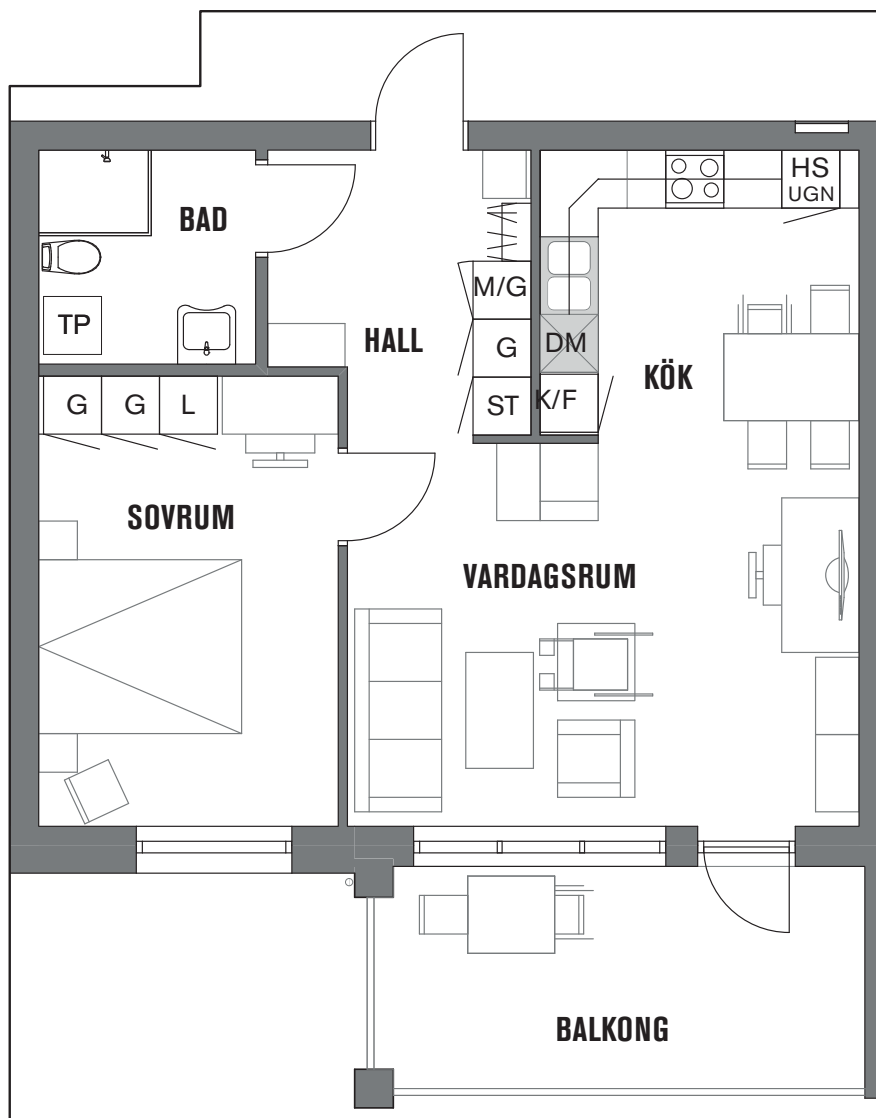 HS
UGN
BAD
M/G
TP
HALL
G
DM
KÖK
G
G
L
ST
K/F
SOVRUM
VARDAGSRUM
BALKONG